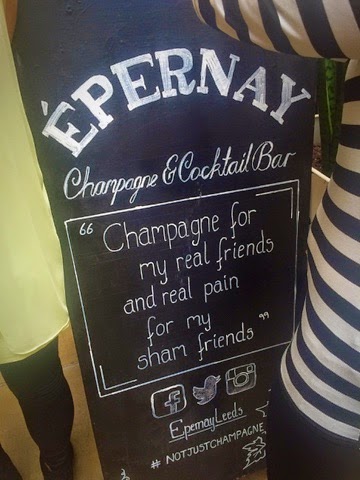 ÉPERNAY
Champagne & Cocktail Bar
“ Champagne for
my real friends
and real pain
for my
sham friends ”
EpernayLeeds
# NOTJUSTCHAMPAGNE